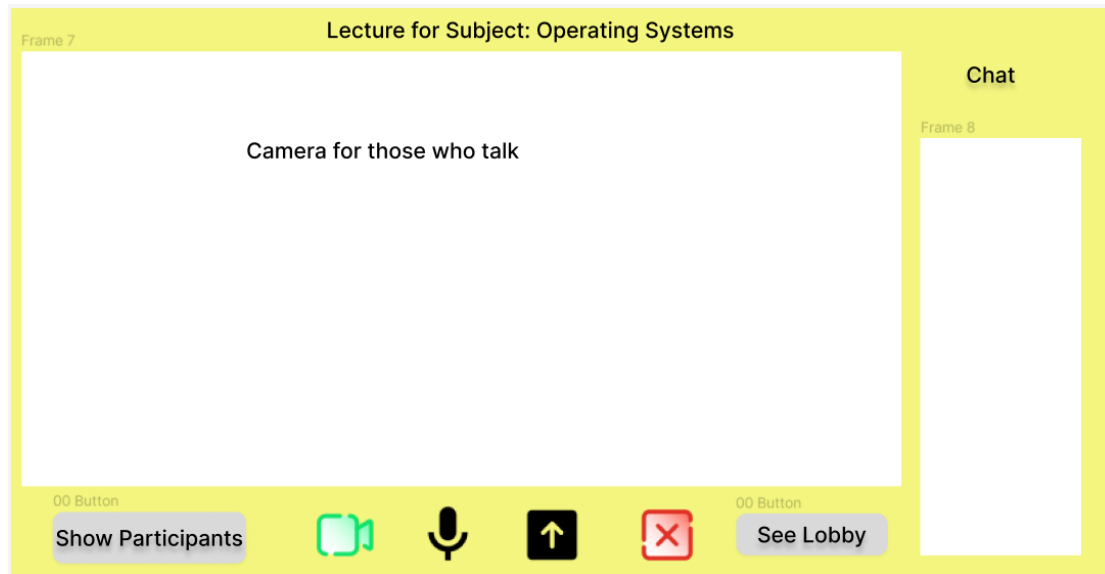 Lecture for Subject: Operating Systems
Frame 7
Chat
Frame 8
Camera for those who talk
00 Button
Show Participants
00 Button
See Lobby